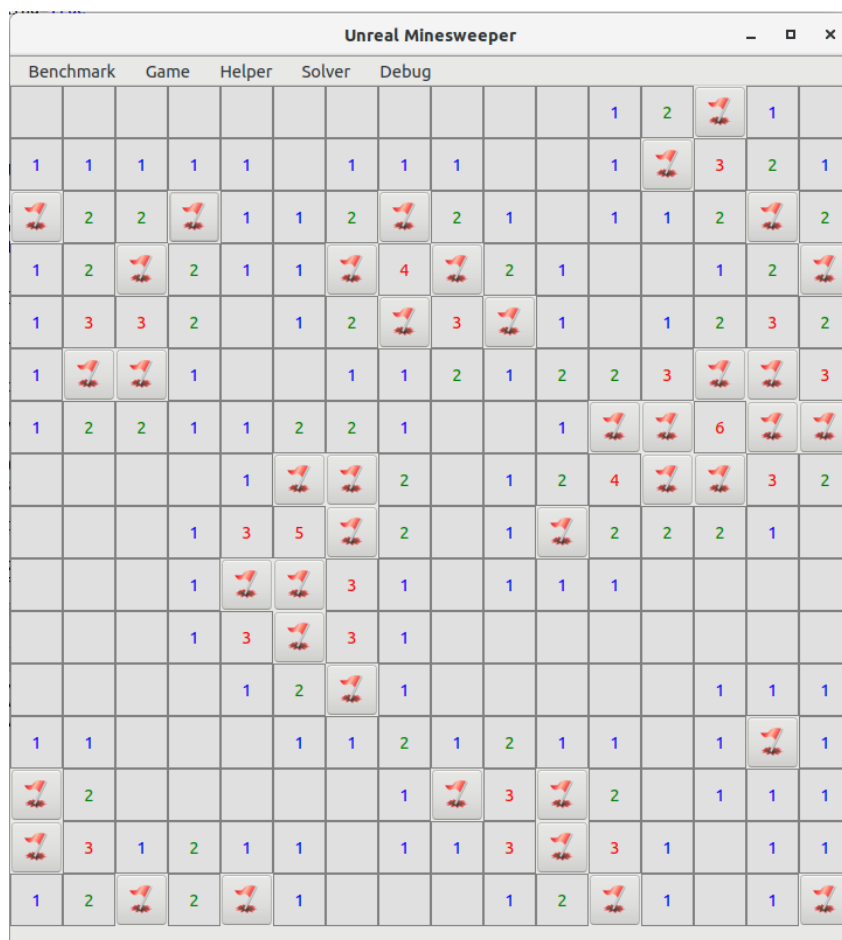 Unreal Minesweeper
Benchmark Game Helper Solver Debug
1 2 1
1 1 1 1 1 1 1 1 1 3 2 1
2 2 1 1 2 2 1 1 1 2 2
1 2 2 1 1 4 2 1 1 2
1 3 3 2 1 2 3 1 1 2 3 2
1 1 1 1 2 1 2 2 3 3
1 2 2 1 1 2 2 1 1 6
1 2 1 2 4 3 2
1 3 5 2 1 2 2 2 1
1 3 1 1 1 1
1 3 3 1
1 2 1 1 1 1
1 1 1 1 2 1 2 1 1 1 1
2 1 3 2 1 1 1
3 1 2 1 1 1 1 3 3 1 1 1
1 2 2 1 1 2 1 1